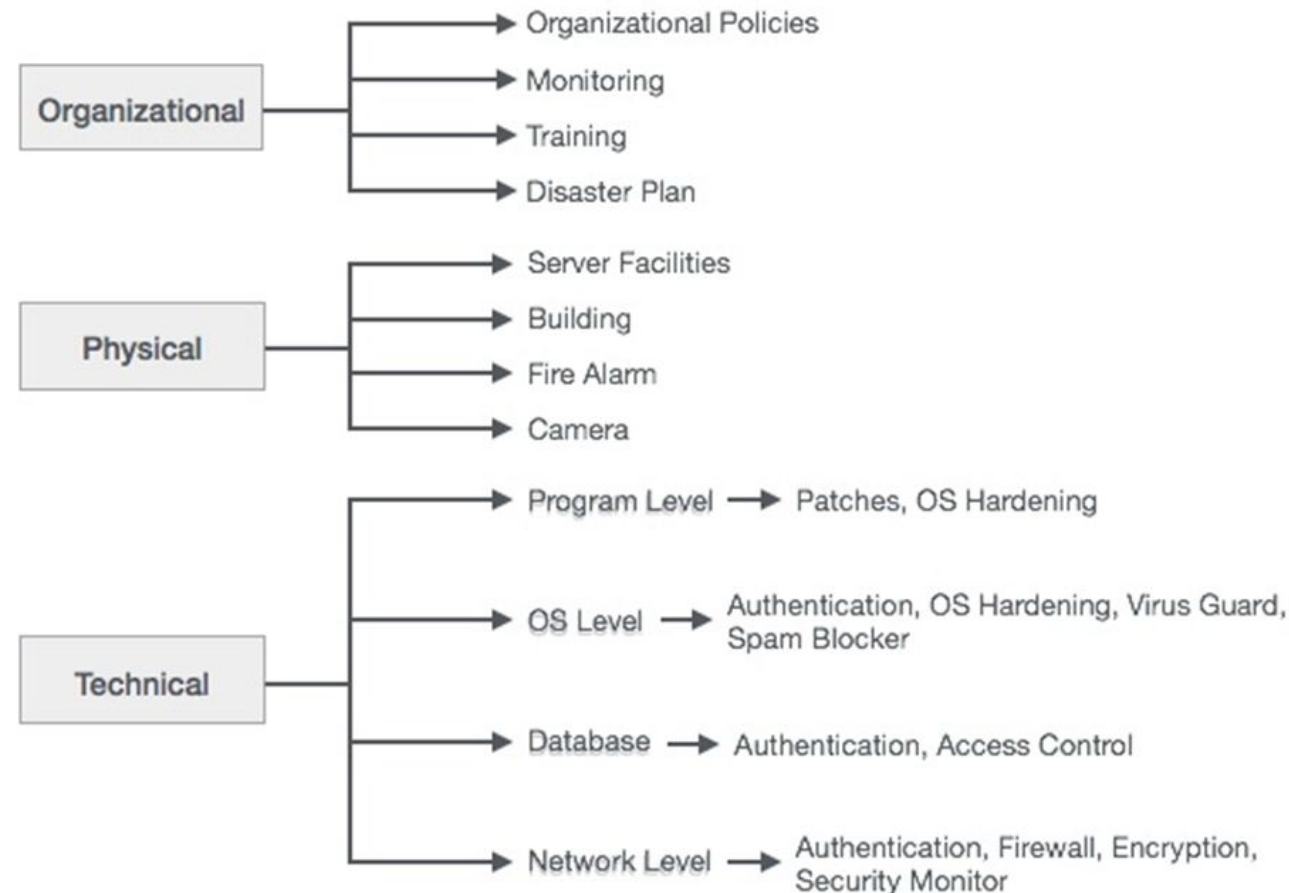 Organizational
Organizational Policies
Monitoring
Training
Disaster Plan
Physical
Server Facilities
Building
Fire Alarm
Camera
Technical
Program Level
Patches, OS Hardening
OS Level
Authentication, OS Hardening, Virus Guard,
Spam Blocker
Database
Authentication, Access Control
Network Level
Authentication, Firewall, Encryption,
Security Monitor